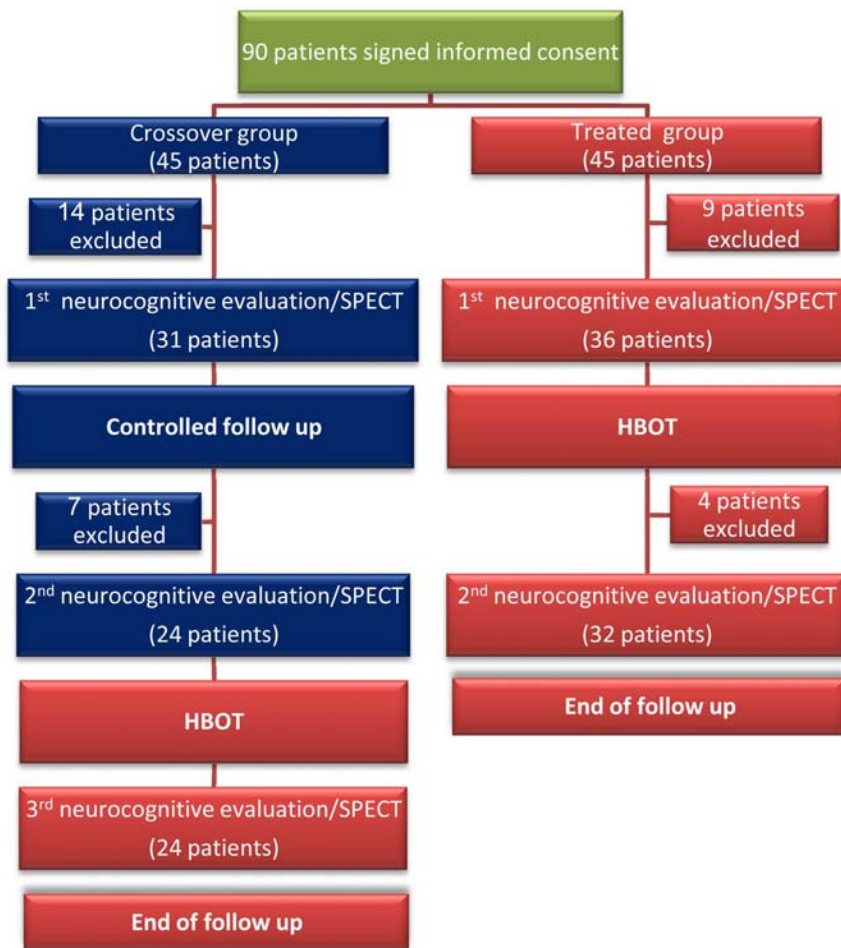 90 patients signed informed consent
Crossover group
(45 patients)
Treated group
(45 patients)
14 patients
excluded
9 patients
excluded
1st neurocognitive evaluation/SPECT
(31 patients)
1st neurocognitive evaluation/SPECT
(36 patients)
Controlled follow up
HBOT
7 patients
excluded
4 patients
excluded
2nd neurocognitive evaluation/SPECT
(24 patients)
2nd neurocognitive evaluation/SPECT
(32 patients)
HBOT
End of follow up
3rd neurocognitive evaluation/SPECT
(24 patients)
End of follow up